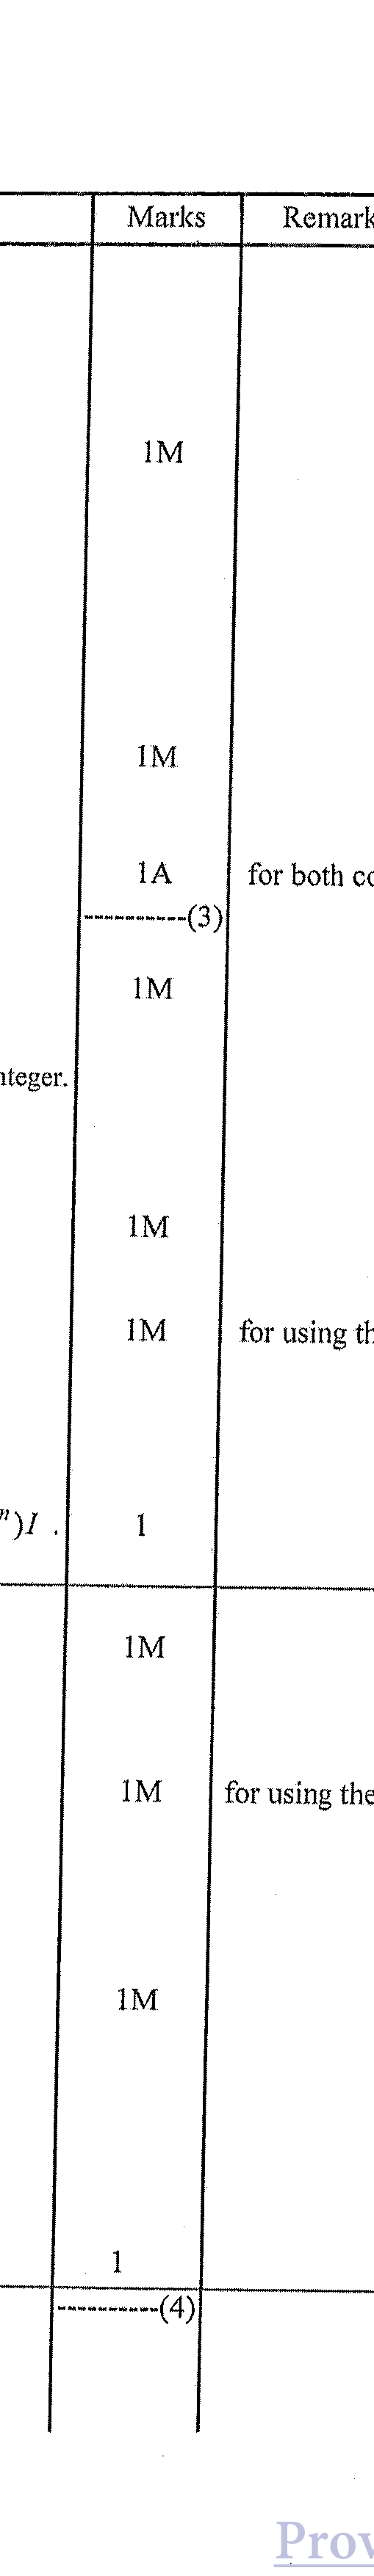 Marks Remark
1M
1M
1A for both co
----------(3)
1M
nteger.
1M
1M for using th
ⁿ)I .
1
1M
1M for using the
1M
1
----------(4)
Prov